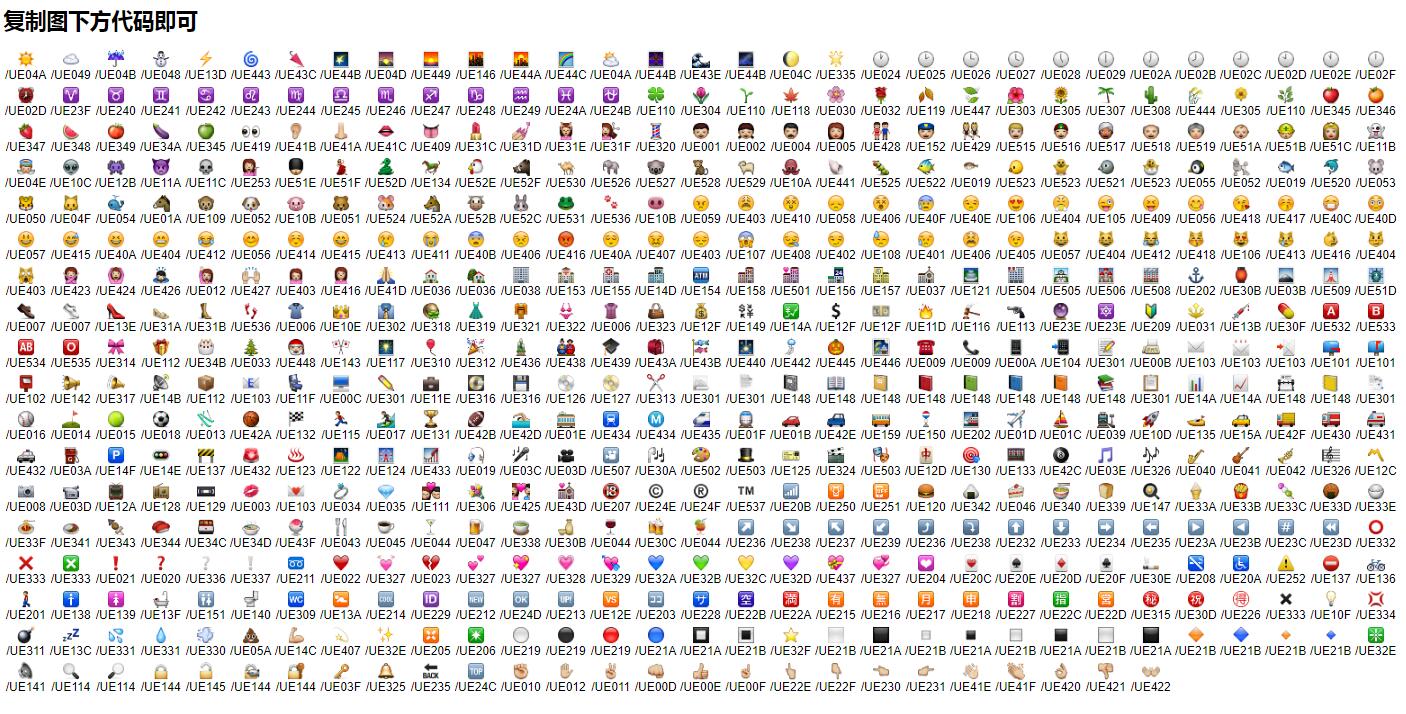 复制图下方代码即可
/UE04A /UE049 /UE04B /UE048 /UE13D /UE443 /UE43C /UE44B /UE04D /UE449 /UE146 /UE44A /UE44C /UE04A /UE44B /UE43E /UE44B /UE04C /UE335 /UE024 /UE025 /UE026 /UE027 /UE028 /UE029 /UE02A /UE02B /UE02C /UE02D /UE02E /UE02F
/UE02D /UE23F /UE240 /UE241 /UE242 /UE243 /UE244 /UE245 /UE246 /UE247 /UE248 /UE249 /UE24A /UE24B /UE110 /UE304 /UE110 /UE118 /UE030 /UE032 /UE119 /UE447 /UE303 /UE305 /UE307 /UE308 /UE444 /UE305 /UE110 /UE345 /UE346
/UE347 /UE348 /UE349 /UE34A /UE345 /UE419 /UE41B /UE41A /UE41C /UE409 /UE31C /UE31D /UE31E /UE31F /UE320 /UE001 /UE002 /UE004 /UE005 /UE428 /UE152 /UE429 /UE515 /UE516 /UE517 /UE518 /UE519 /UE51A /UE51B /UE51C /UE11B
/UE04E /UE10C /UE12B /UE11A /UE11C /UE253 /UE51E /UE51F /UE52D /UE134 /UE52E /UE52F /UE530 /UE526 /UE527 /UE528 /UE529 /UE10A /UE441 /UE525 /UE522 /UE019 /UE523 /UE523 /UE521 /UE523 /UE055 /UE052 /UE019 /UE520 /UE053
/UE050 /UE04F /UE054 /UE01A /UE109 /UE052 /UE10B /UE051 /UE524 /UE52A /UE52B /UE52C /UE531 /UE536 /UE10B /UE059 /UE403 /UE410 /UE058 /UE406 /UE40F /UE40E /UE106 /UE404 /UE105 /UE409 /UE056 /UE418 /UE417 /UE40C /UE40D
/UE057 /UE415 /UE40A /UE404 /UE412 /UE056 /UE414 /UE415 /UE413 /UE411 /UE40B /UE406 /UE416 /UE40A /UE407 /UE403 /UE107 /UE408 /UE402 /UE108 /UE401 /UE406 /UE405 /UE057 /UE404 /UE412 /UE418 /UE106 /UE413 /UE416 /UE404
/UE403 /UE423 /UE424 /UE426 /UE012 /UE427 /UE403 /UE416 /UE41D /UE036 /UE036 /UE038 /UE153 /UE155 /UE14D /UE154 /UE158 /UE501 /UE156 /UE157 /UE037 /UE121 /UE504 /UE505 /UE506 /UE508 /UE202 /UE30B /UE03B /UE509 /UE51D
/UE007 /UE007 /UE13E /UE31A /UE31B /UE536 /UE006 /UE10E /UE302 /UE318 /UE319 /UE321 /UE322 /UE006 /UE323 /UE12F /UE149 /UE14A /UE12F /UE12F /UE11D /UE116 /UE113 /UE23E /UE23E /UE209 /UE031 /UE13B /UE30F /UE532 /UE533
/UE534 /UE535 /UE314 /UE112 /UE34B /UE033 /UE448 /UE143 /UE117 /UE310 /UE312 /UE436 /UE438 /UE439 /UE43A /UE43B /UE440 /UE442 /UE445 /UE446 /UE009 /UE009 /UE00A /UE104 /UE301 /UE00B /UE103 /UE103 /UE103 /UE101 /UE101
/UE102 /UE142 /UE317 /UE14B /UE112 /UE103 /UE11F /UE00C /UE301 /UE11E /UE316 /UE316 /UE126 /UE127 /UE313 /UE301 /UE301 /UE148 /UE148 /UE148 /UE148 /UE148 /UE148 /UE148 /UE148 /UE301 /UE14A /UE14A /UE148 /UE148 /UE301
/UE016 /UE014 /UE015 /UE018 /UE013 /UE42A /UE132 /UE115 /UE017 /UE131 /UE42B /UE42D /UE01E /UE434 /UE434 /UE435 /UE01F /UE01B /UE42E /UE159 /UE150 /UE202 /UE01D /UE01C /UE039 /UE10D /UE135 /UE15A /UE42F /UE430 /UE431
/UE432 /UE03A /UE14F /UE14E /UE137 /UE432 /UE123 /UE122 /UE124 /UE433 /UE019 /UE03C /UE03D /UE507 /UE30A /UE502 /UE503 /UE125 /UE324 /UE503 /UE12D /UE130 /UE133 /UE42C /UE03E /UE326 /UE040 /UE041 /UE042 /UE326 /UE12C
/UE008 /UE03D /UE12A /UE128 /UE129 /UE003 /UE103 /UE034 /UE035 /UE111 /UE306 /UE425 /UE43D /UE207 /UE24E /UE24F /UE537 /UE20B /UE250 /UE251 /UE120 /UE342 /UE046 /UE340 /UE339 /UE147 /UE33A /UE33B /UE33C /UE33D /UE33E
/UE33F /UE341 /UE343 /UE344 /UE34C /UE34D /UE43F /UE043 /UE045 /UE044 /UE047 /UE338 /UE30B /UE044 /UE30C /UE044 /UE236 /UE238 /UE237 /UE239 /UE236 /UE238 /UE232 /UE233 /UE234 /UE235 /UE23A /UE23B /UE23C /UE23D /UE332
/UE333 /UE333 /UE021 /UE020 /UE336 /UE337 /UE211 /UE022 /UE327 /UE023 /UE327 /UE327 /UE328 /UE329 /UE32A /UE32B /UE32C /UE32D /UE437 /UE327 /UE204 /UE20C /UE20E /UE20D /UE20F /UE30E /UE208 /UE20A /UE252 /UE137 /UE136
/UE201 /UE138 /UE139 /UE13F /UE151 /UE140 /UE309 /UE13A /UE214 /UE229 /UE212 /UE24D /UE213 /UE12E /UE203 /UE228 /UE22B /UE22A /UE215 /UE216 /UE217 /UE218 /UE227 /UE22C /UE22D /UE315 /UE30D /UE226 /UE333 /UE10F /UE334
/UE311 /UE13C /UE331 /UE331 /UE330 /UE05A /UE14C /UE407 /UE32E /UE205 /UE206 /UE219 /UE219 /UE219 /UE21A /UE21A /UE21B /UE32F /UE21B /UE21A /UE21B /UE21A /UE21B /UE21A /UE21B /UE21A /UE21B /UE21B /UE21B /UE21B /UE32E
/UE141 /UE114 /UE114 /UE144 /UE145 /UE144 /UE144 /UE03F /UE325 /UE235 /UE24C /UE010 /UE012 /UE011 /UE00D /UE00E /UE00F /UE22E /UE22F /UE230 /UE231 /UE41E /UE41F /UE420 /UE421 /UE422